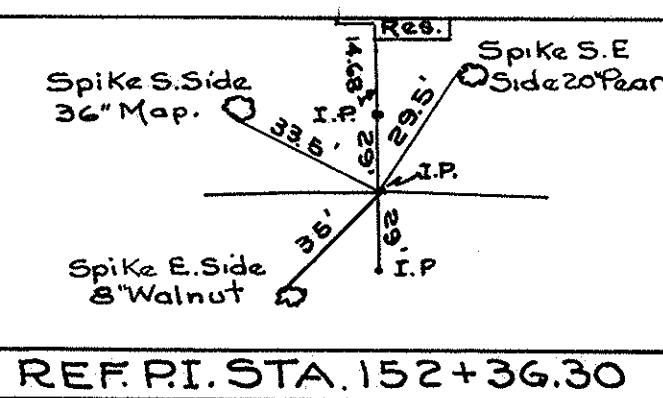 Res.
Spike S.E
Side 20"Pear
Spike S.Side
36" Map.
14.68'
I.P.
29.5'
33.5'
29'
I.P.
35'
29'
Spike E.Side
8"Walnut
I.P
REF. P.I. STA. 152+36.30